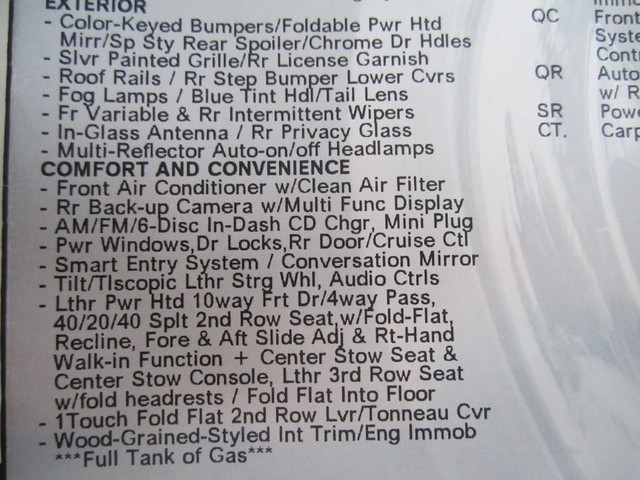 EXTERIOR
- Color-Keyed Bumpers/Foldable Pwr Htd
Mirr/Sp Sty Rear Spoiler/Chrome Dr Hdles
- Slvr Painted Grille/Rr License Garnish
- Roof Rails / Rr Step Bumper Lower Cvrs
- Fog Lamps / Blue Tint Hdl/Tail Lens
- Fr Variable & Rr Intermittent Wipers
- In-Glass Antenna / Rr Privacy Glass
- Multi-Reflector Auto-on/off Headlamps
COMFORT AND CONVENIENCE
- Front Air Conditioner w/Clean Air Filter
- Rr Back-up Camera w/Multi Func Display
- AM/FM/6-Disc In-Dash CD Chgr, Mini Plug
- Pwr Windows,Dr Locks,Rr Door/Cruise Ctl
- Smart Entry System / Conversation Mirror
- Tilt/Tlscopic Lthr Strg Whl, Audio Ctrls
- Lthr Pwr Htd 10way Frt Dr/4way Pass,
40/20/40 Splt 2nd Row Seat,w/Fold-Flat,
Recline, Fore & Aft Slide Adj & Rt-Hand
Walk-in Function + Center Stow Seat &
Center Stow Console, Lthr 3rd Row Seat
w/fold headrests / Fold Flat Into Floor
- 1Touch Fold Flat 2nd Row Lvr/Tonneau Cvr
- Wood-Grained-Styled Int Trim/Eng Immob
***Full Tank of Gas***
QC Front
Syste
Contr
QR Auto
w/ R
SR Powe
CT. Carp